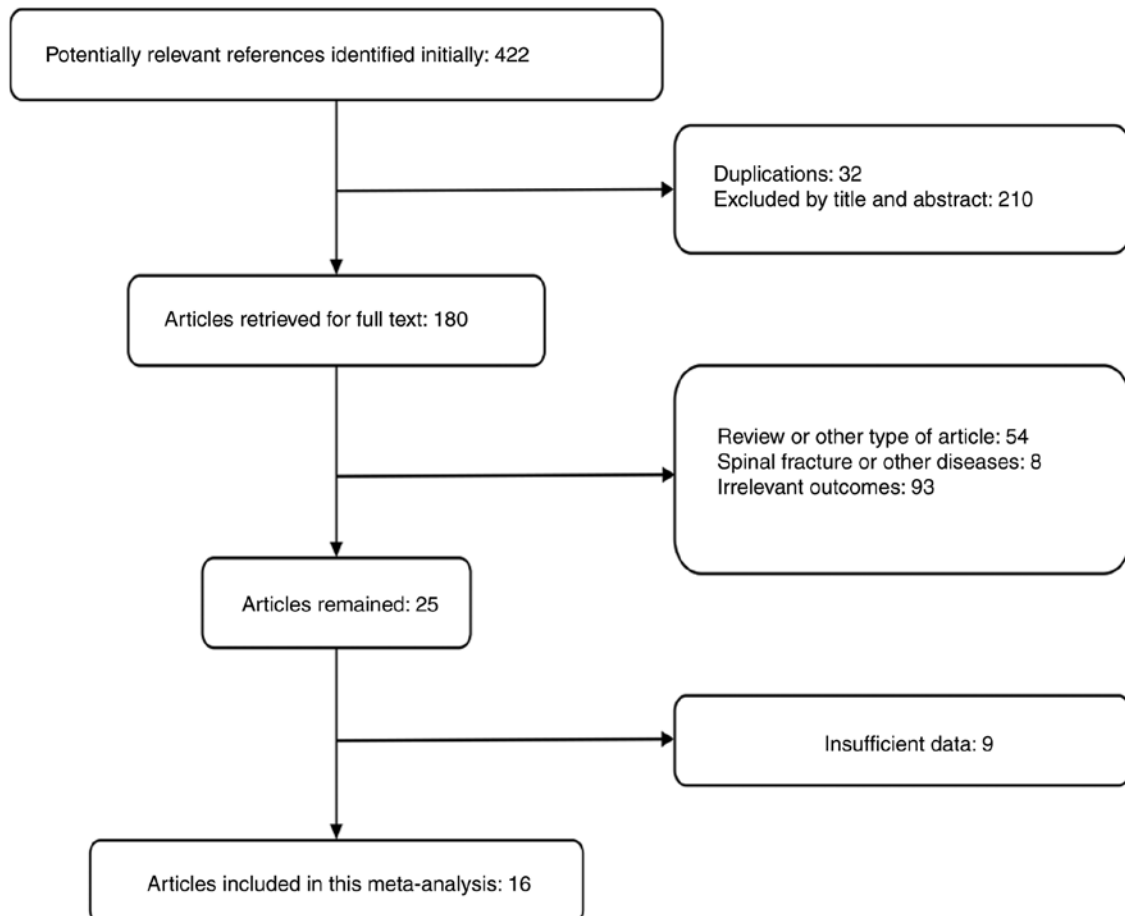 Potentially relevant references identified initially: 422
Duplications: 32
Excluded by title and abstract: 210
Articles retrieved for full text: 180
Review or other type of article: 54
Spinal fracture or other diseases: 8
Irrelevant outcomes: 93
Articles remained: 25
Insufficient data: 9
Articles included in this meta-analysis: 16